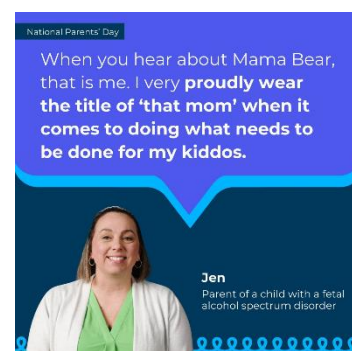 National Parents' Day
When you hear about Mama Bear,
that is me. I very proudly wear
the title of ‘that mom’ when it
comes to doing what needs to
be done for my kiddos.
Jen
Parent of a child with a fetal
alcohol spectrum disorder